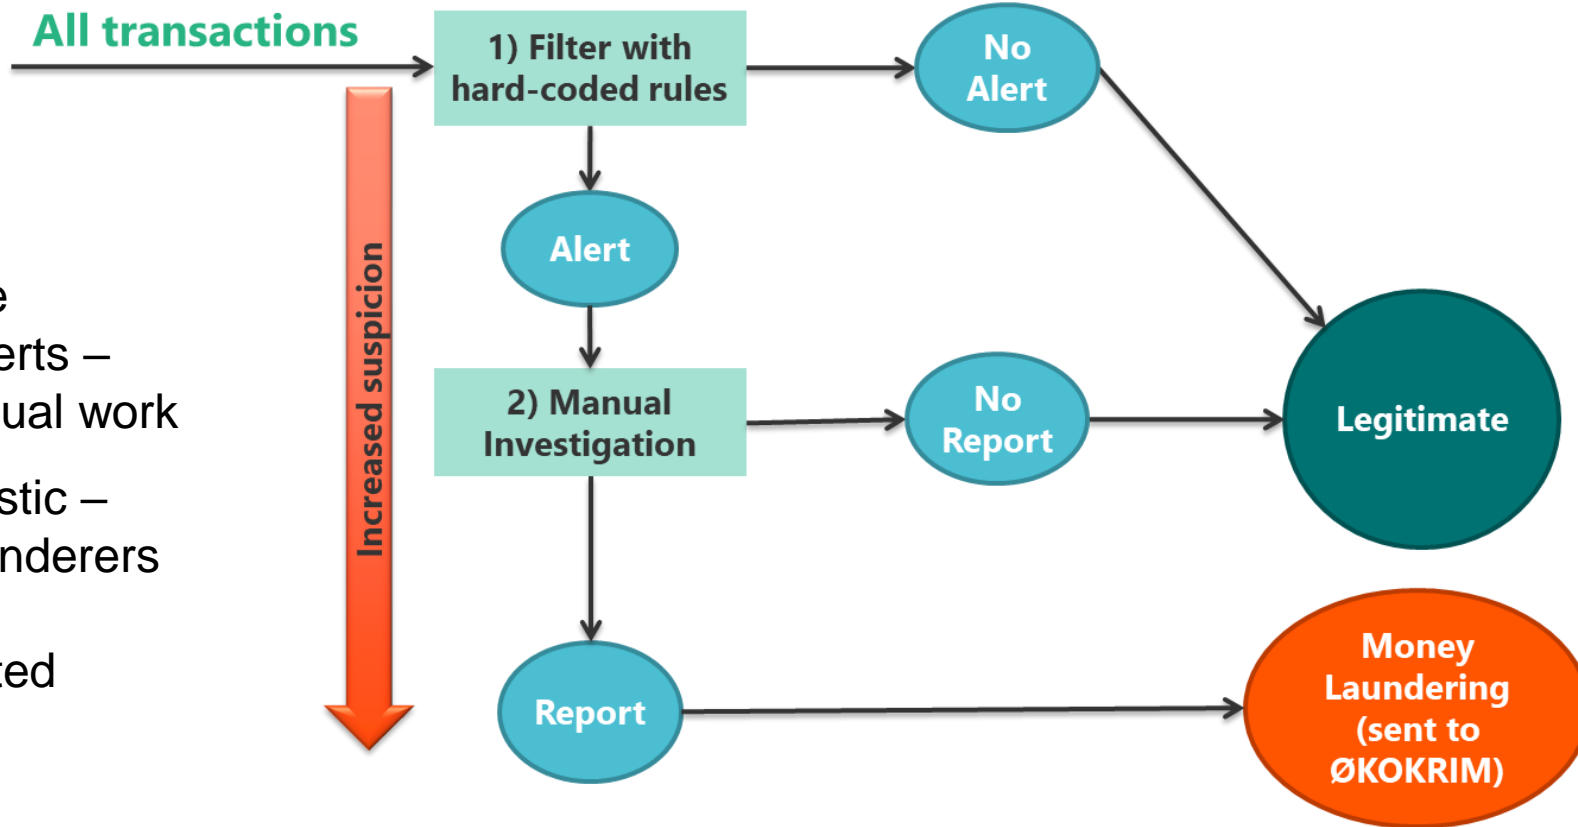 All transactions
1) Filter with
hard-coded rules
No
Alert
Alert
Increased suspicion
erts –
ual work
stic –
nderers
ted
2) Manual
Investigation
No
Report
Legitimate
Report
Money
Laundering
(sent to
ØKOKRIM)